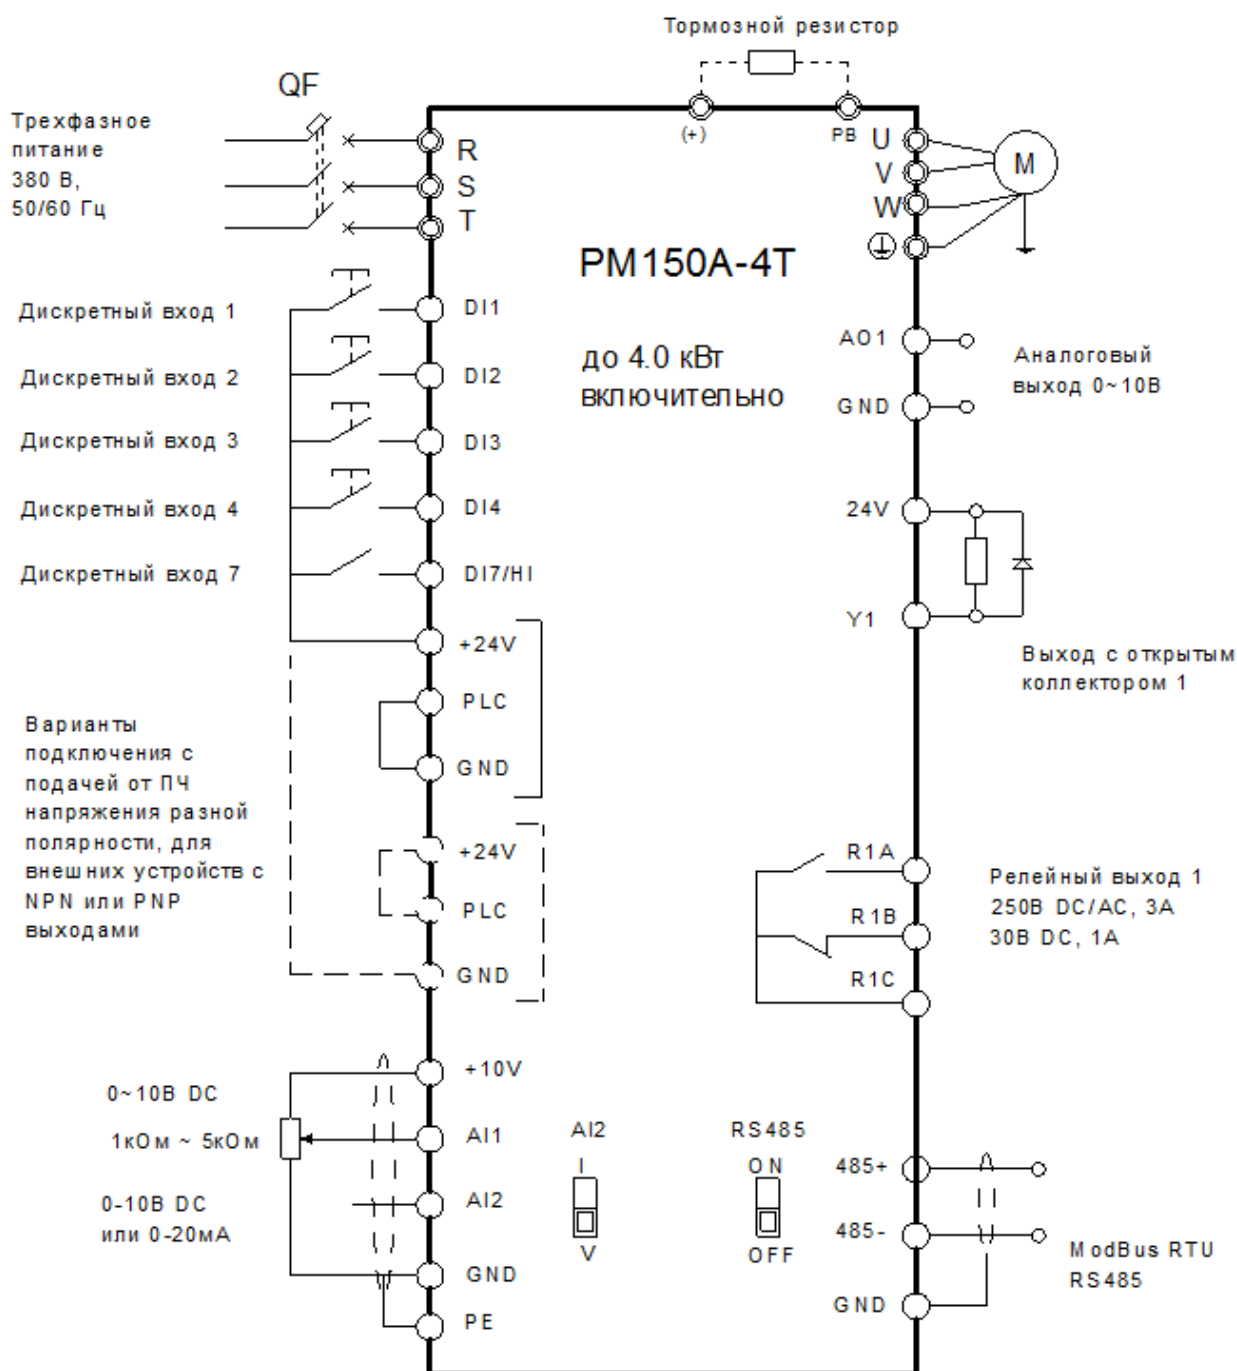 Тормозной резистор
QF
(+)
PB
Трехфазное
питание
380 В,
50/60 Гц
R
S
T
U
V
W
M
PM150A-4T
до 4.0 кВт
включительно
Дискретный вход 1
DI1
Дискретный вход 2
DI2
Дискретный вход 3
DI3
Дискретный вход 4
DI4
Дискретный вход 7
DI7/HI
+24V
PLC
GND
Варианты
подключения с
подачей от ПЧ
напряжения разной
полярности, для
внешних устройств с
NPN или PNP
выходами
+24V
PLC
GND
AO1
GND
Аналоговый
выход 0~10В
24V
Y1
Выход с открытым
коллектором 1
R1A
R1B
R1C
Релейный выход 1
250В DC/AC, 3А
30В DC, 1А
0~10В DC
1кОм ~ 5кОм
0-10В DC
или 0-20мА
+10V
AI1
AI2
GND
PE
AI2
I
V
RS485
ON
OFF
485+
485-
GND
ModBus RTU
RS485